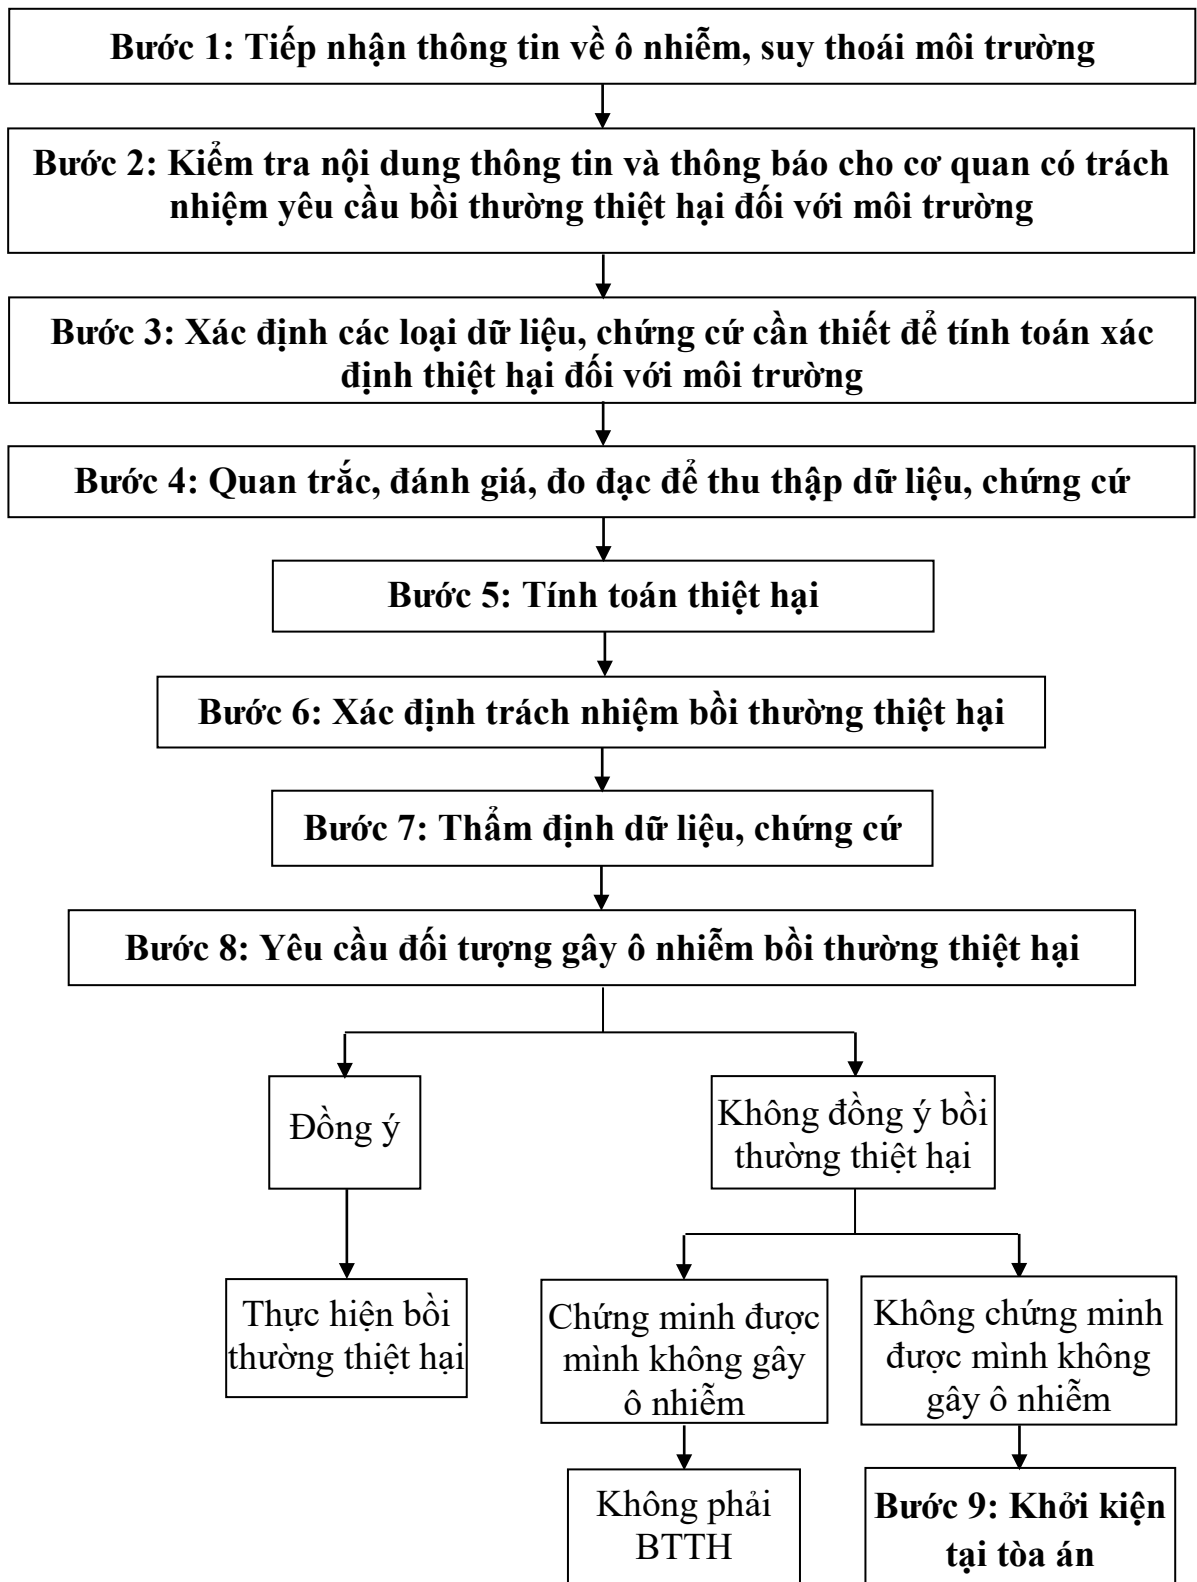 Bước 1: Tiếp nhận thông tin về ô nhiễm, suy thoái môi trường
Bước 2: Kiểm tra nội dung thông tin và thông báo cho cơ quan có trách
nhiệm yêu cầu bồi thường thiệt hại đối với môi trường
Bước 3: Xác định các loại dữ liệu, chứng cứ cần thiết để tính toán xác
định thiệt hại đối với môi trường
Bước 4: Quan trắc, đánh giá, đo đạc để thu thập dữ liệu, chứng cứ
Bước 5: Tính toán thiệt hại
Bước 6: Xác định trách nhiệm bồi thường thiệt hại
Bước 7: Thẩm định dữ liệu, chứng cứ
Bước 8: Yêu cầu đối tượng gây ô nhiễm bồi thường thiệt hại
Đồng ý
Không đồng ý bồi
thường thiệt hại
Thực hiện bồi
thường thiệt hại
Chứng minh được
mình không gây
ô nhiễm
Không chứng minh
được mình không
gây ô nhiễm
Không phải
BTTH
Bước 9: Khởi kiện
tại tòa án